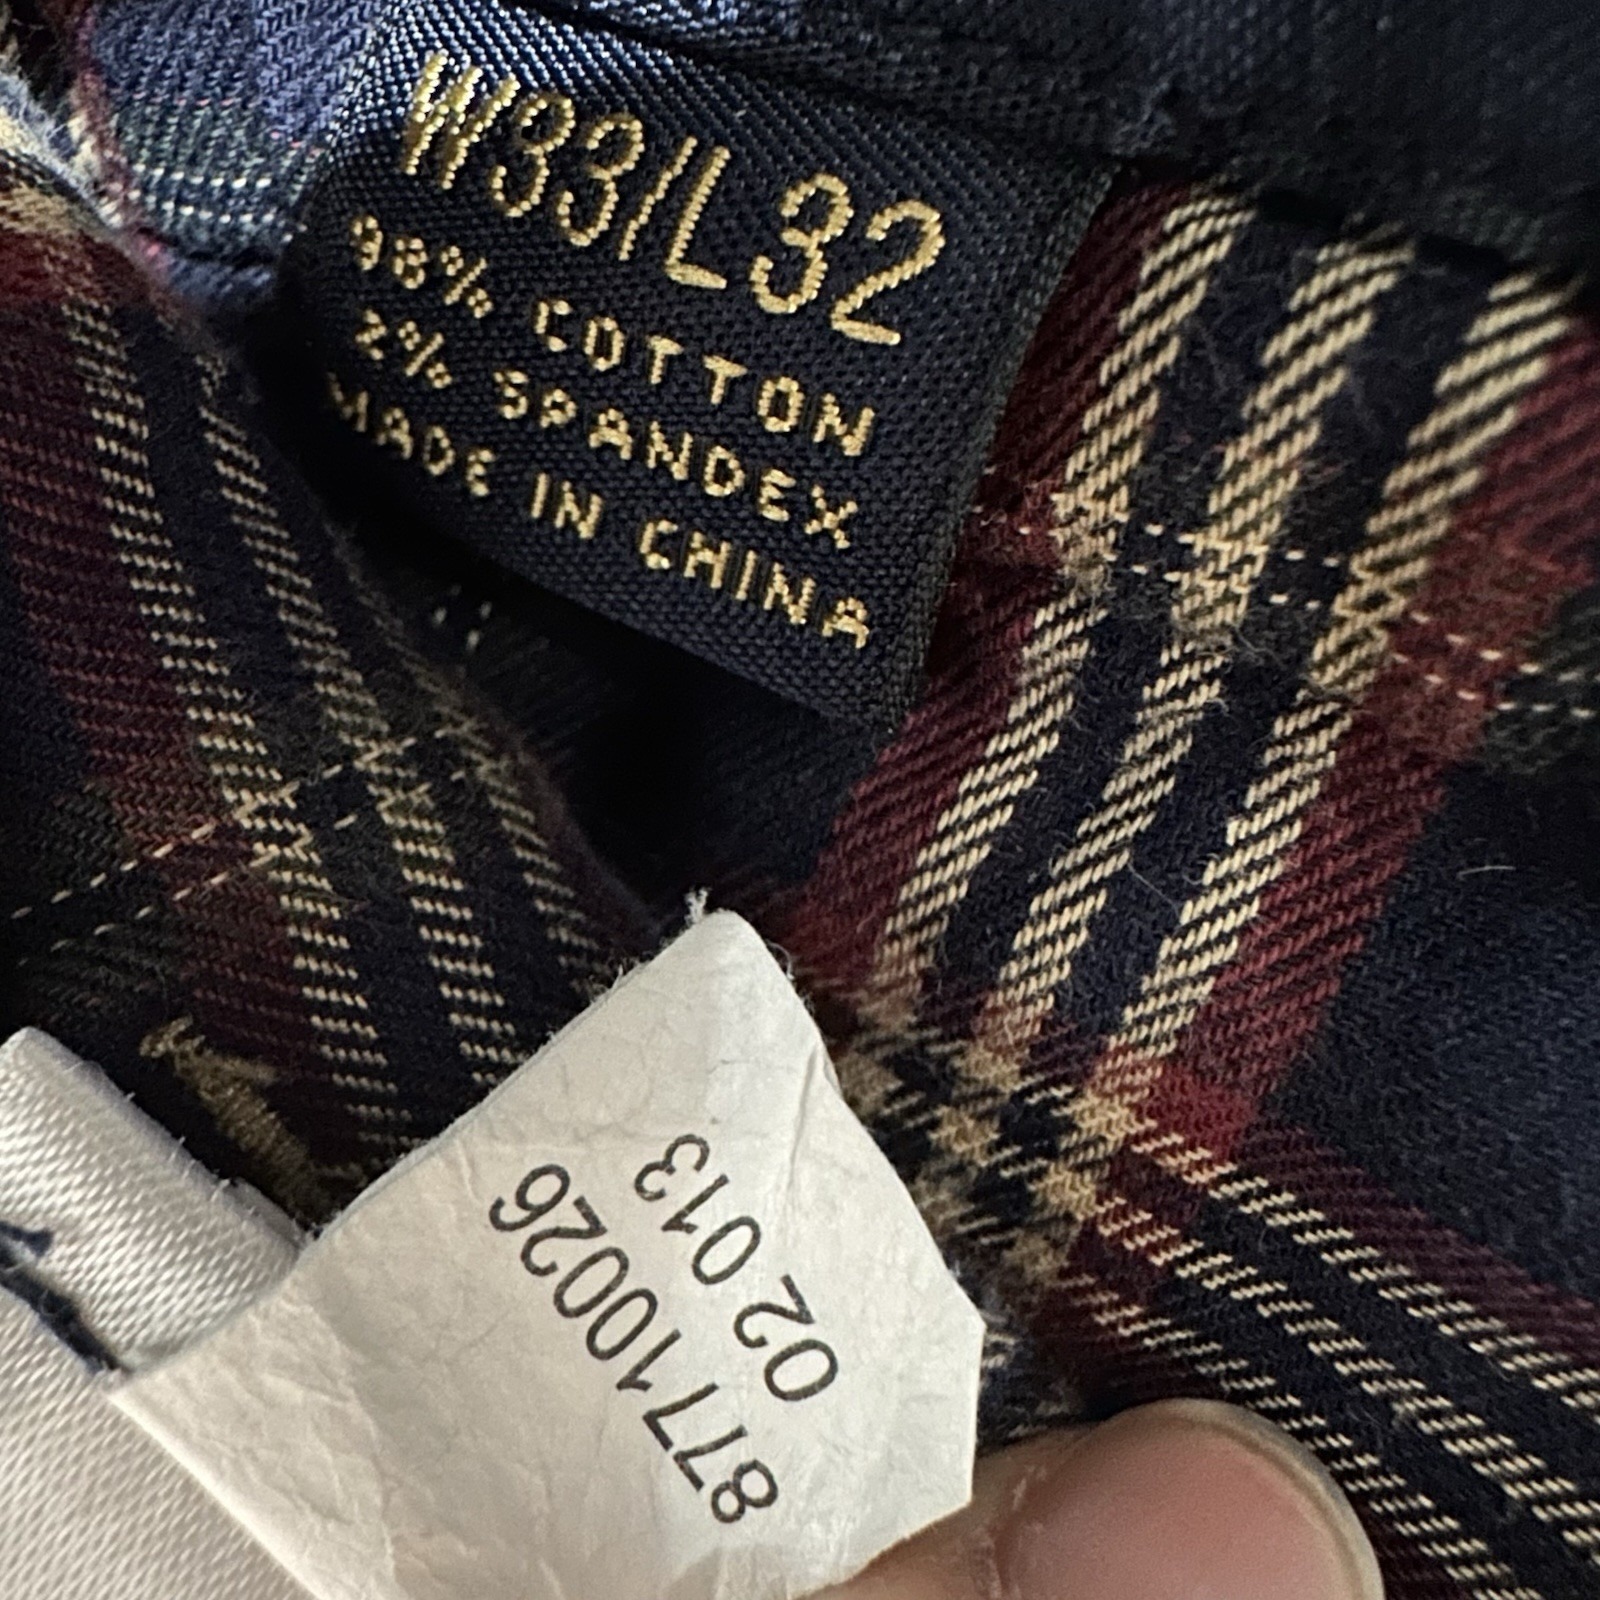 W33/L32
98% COTTON
2% SPANDEX
MADE IN CHINA
87710026
02 013